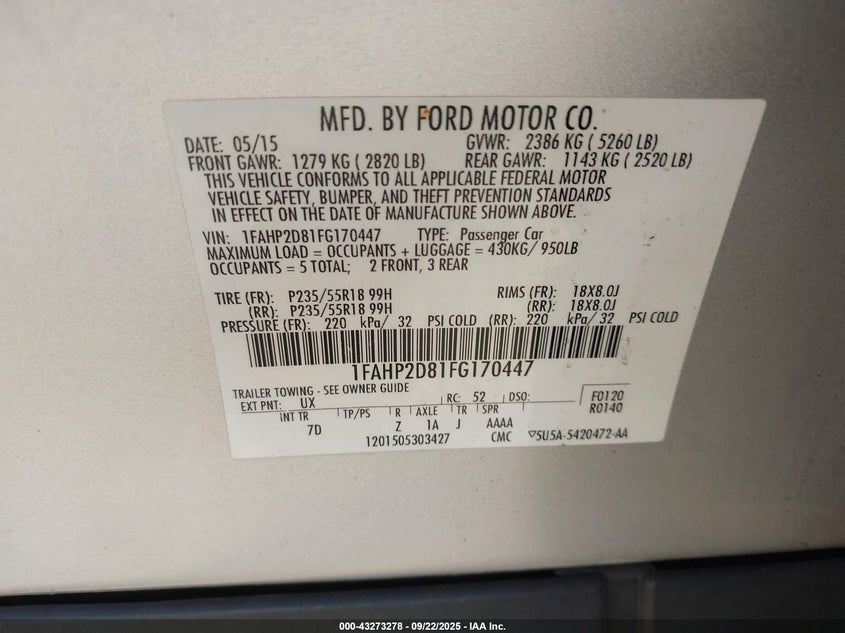 MFD. BY FORD MOTOR CO.
DATE: 05/15 GVWR: 2386 KG ( 5260 LB)
FRONT GAWR: 1279 KG ( 2820 LB) REAR GAWR: 1143 KG ( 2520 LB)
THIS VEHICLE CONFORMS TO ALL APPLICABLE FEDERAL MOTOR
VEHICLE SAFETY, BUMPER, AND THEFT PREVENTION STANDARDS
IN EFFECT ON THE DATE OF MANUFACTURE SHOWN ABOVE.
VIN: 1FAHP2D81FG170447 TYPE: Passenger Car
MAXIMUM LOAD = OCCUPANTS + LUGGAGE = 430KG/ 950LB
OCCUPANTS = 5 TOTAL; 2 FRONT, 3 REAR
TIRE (FR): P235/55R18 99H RIMS (FR): 18X8.0J
(RR): P235/55R18 99H (RR): 18X8.0J
PRESSURE (FR): 220 kPa/ 32 PSI COLD (RR): 220 kPa/ 32 PSI COLD
1FAHP2D81FG170447
TRAILER TOWING - SEE OWNER GUIDE
EXT PNT: UX RC: 52 DSO: F0120
INT TR TP/PS R AXLE TR SPR R0140
7D Z 1A J AAAA
1201505303427 CMC 5U5A-5420472-AA
000-43273278 - 09/22/2025 - IAA Inc.